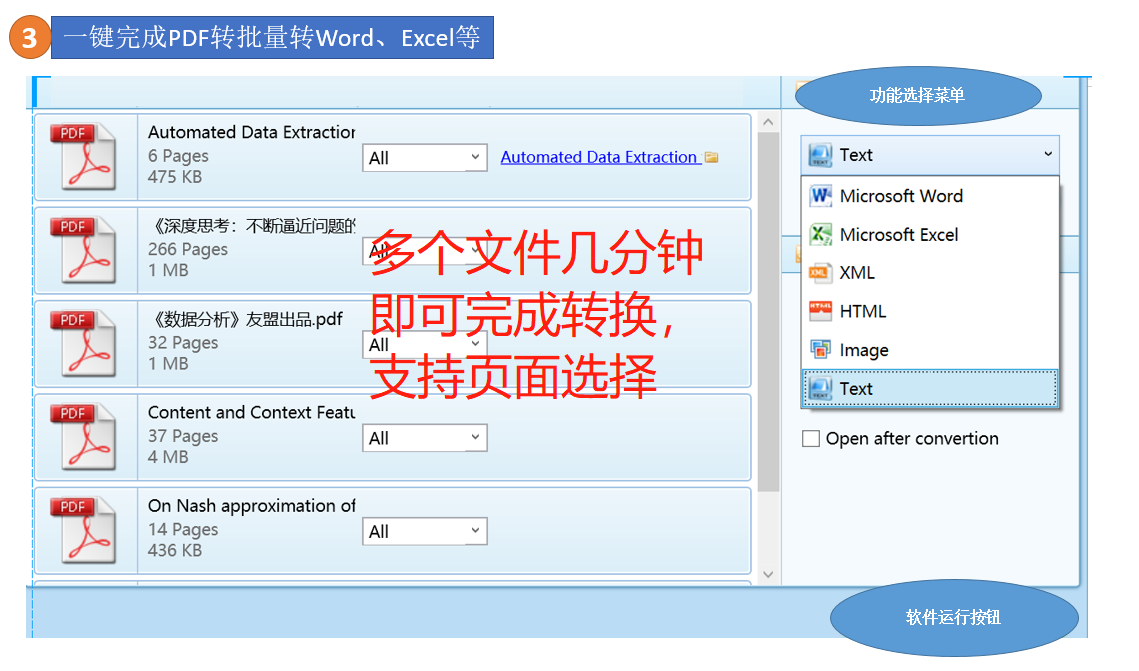 3 一键完成PDF转批量转Word、Excel等
功能选择菜单
PDF
Automated Data Extraction
6 Pages
475 KB
All
Automated Data Extraction
PDF
《深度思考：不断逼近问题的
266 Pages
1 MB
All
PDF
《数据分析》友盟出品.pdf
32 Pages
1 MB
All
PDF
Content and Context Featu
37 Pages
4 MB
All
PDF
On Nash approximation of
14 Pages
436 KB
All
多个文件几分钟
即可完成转换，
支持页面选择
Text
Microsoft Word
Microsoft Excel
XML
HTML
Image
Text
Open after convertion
软件运行按钮